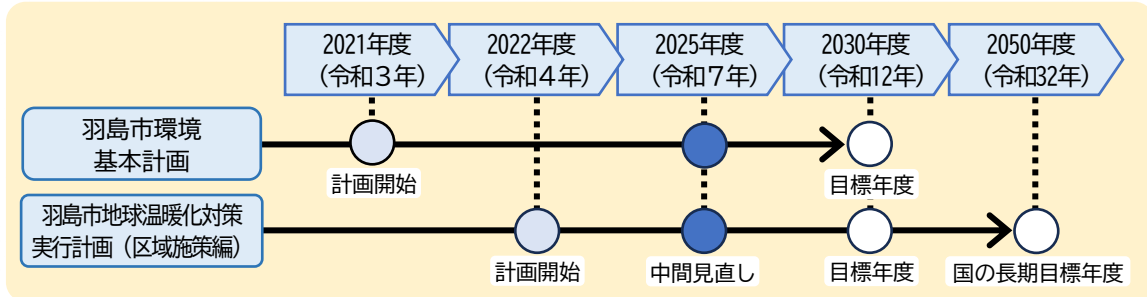 2021年度
（令和３年）
2022年度
（令和４年）
2025年度
（令和７年）
2030年度
（令和12年）
2050年度
（令和32年）
羽島市環境
基本計画
計画開始
目標年度
羽島市地球温暖化対策
実行計画（区域施策編）
計画開始
中間見直し
目標年度
国の長期目標年度